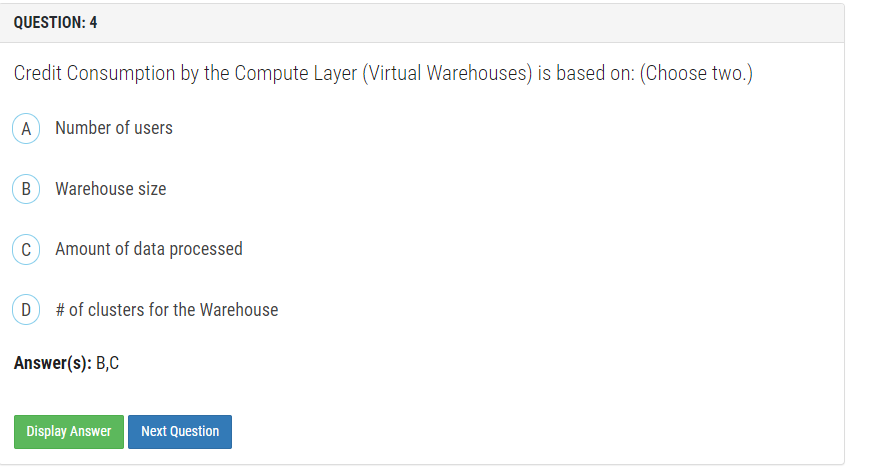 QUESTION: 4
Credit Consumption by the Compute Layer (Virtual Warehouses) is based on: (Choose two.)
A Number of users
B Warehouse size
C Amount of data processed
D # of clusters for the Warehouse
Answer(s): B,C
Display Answer Next Question